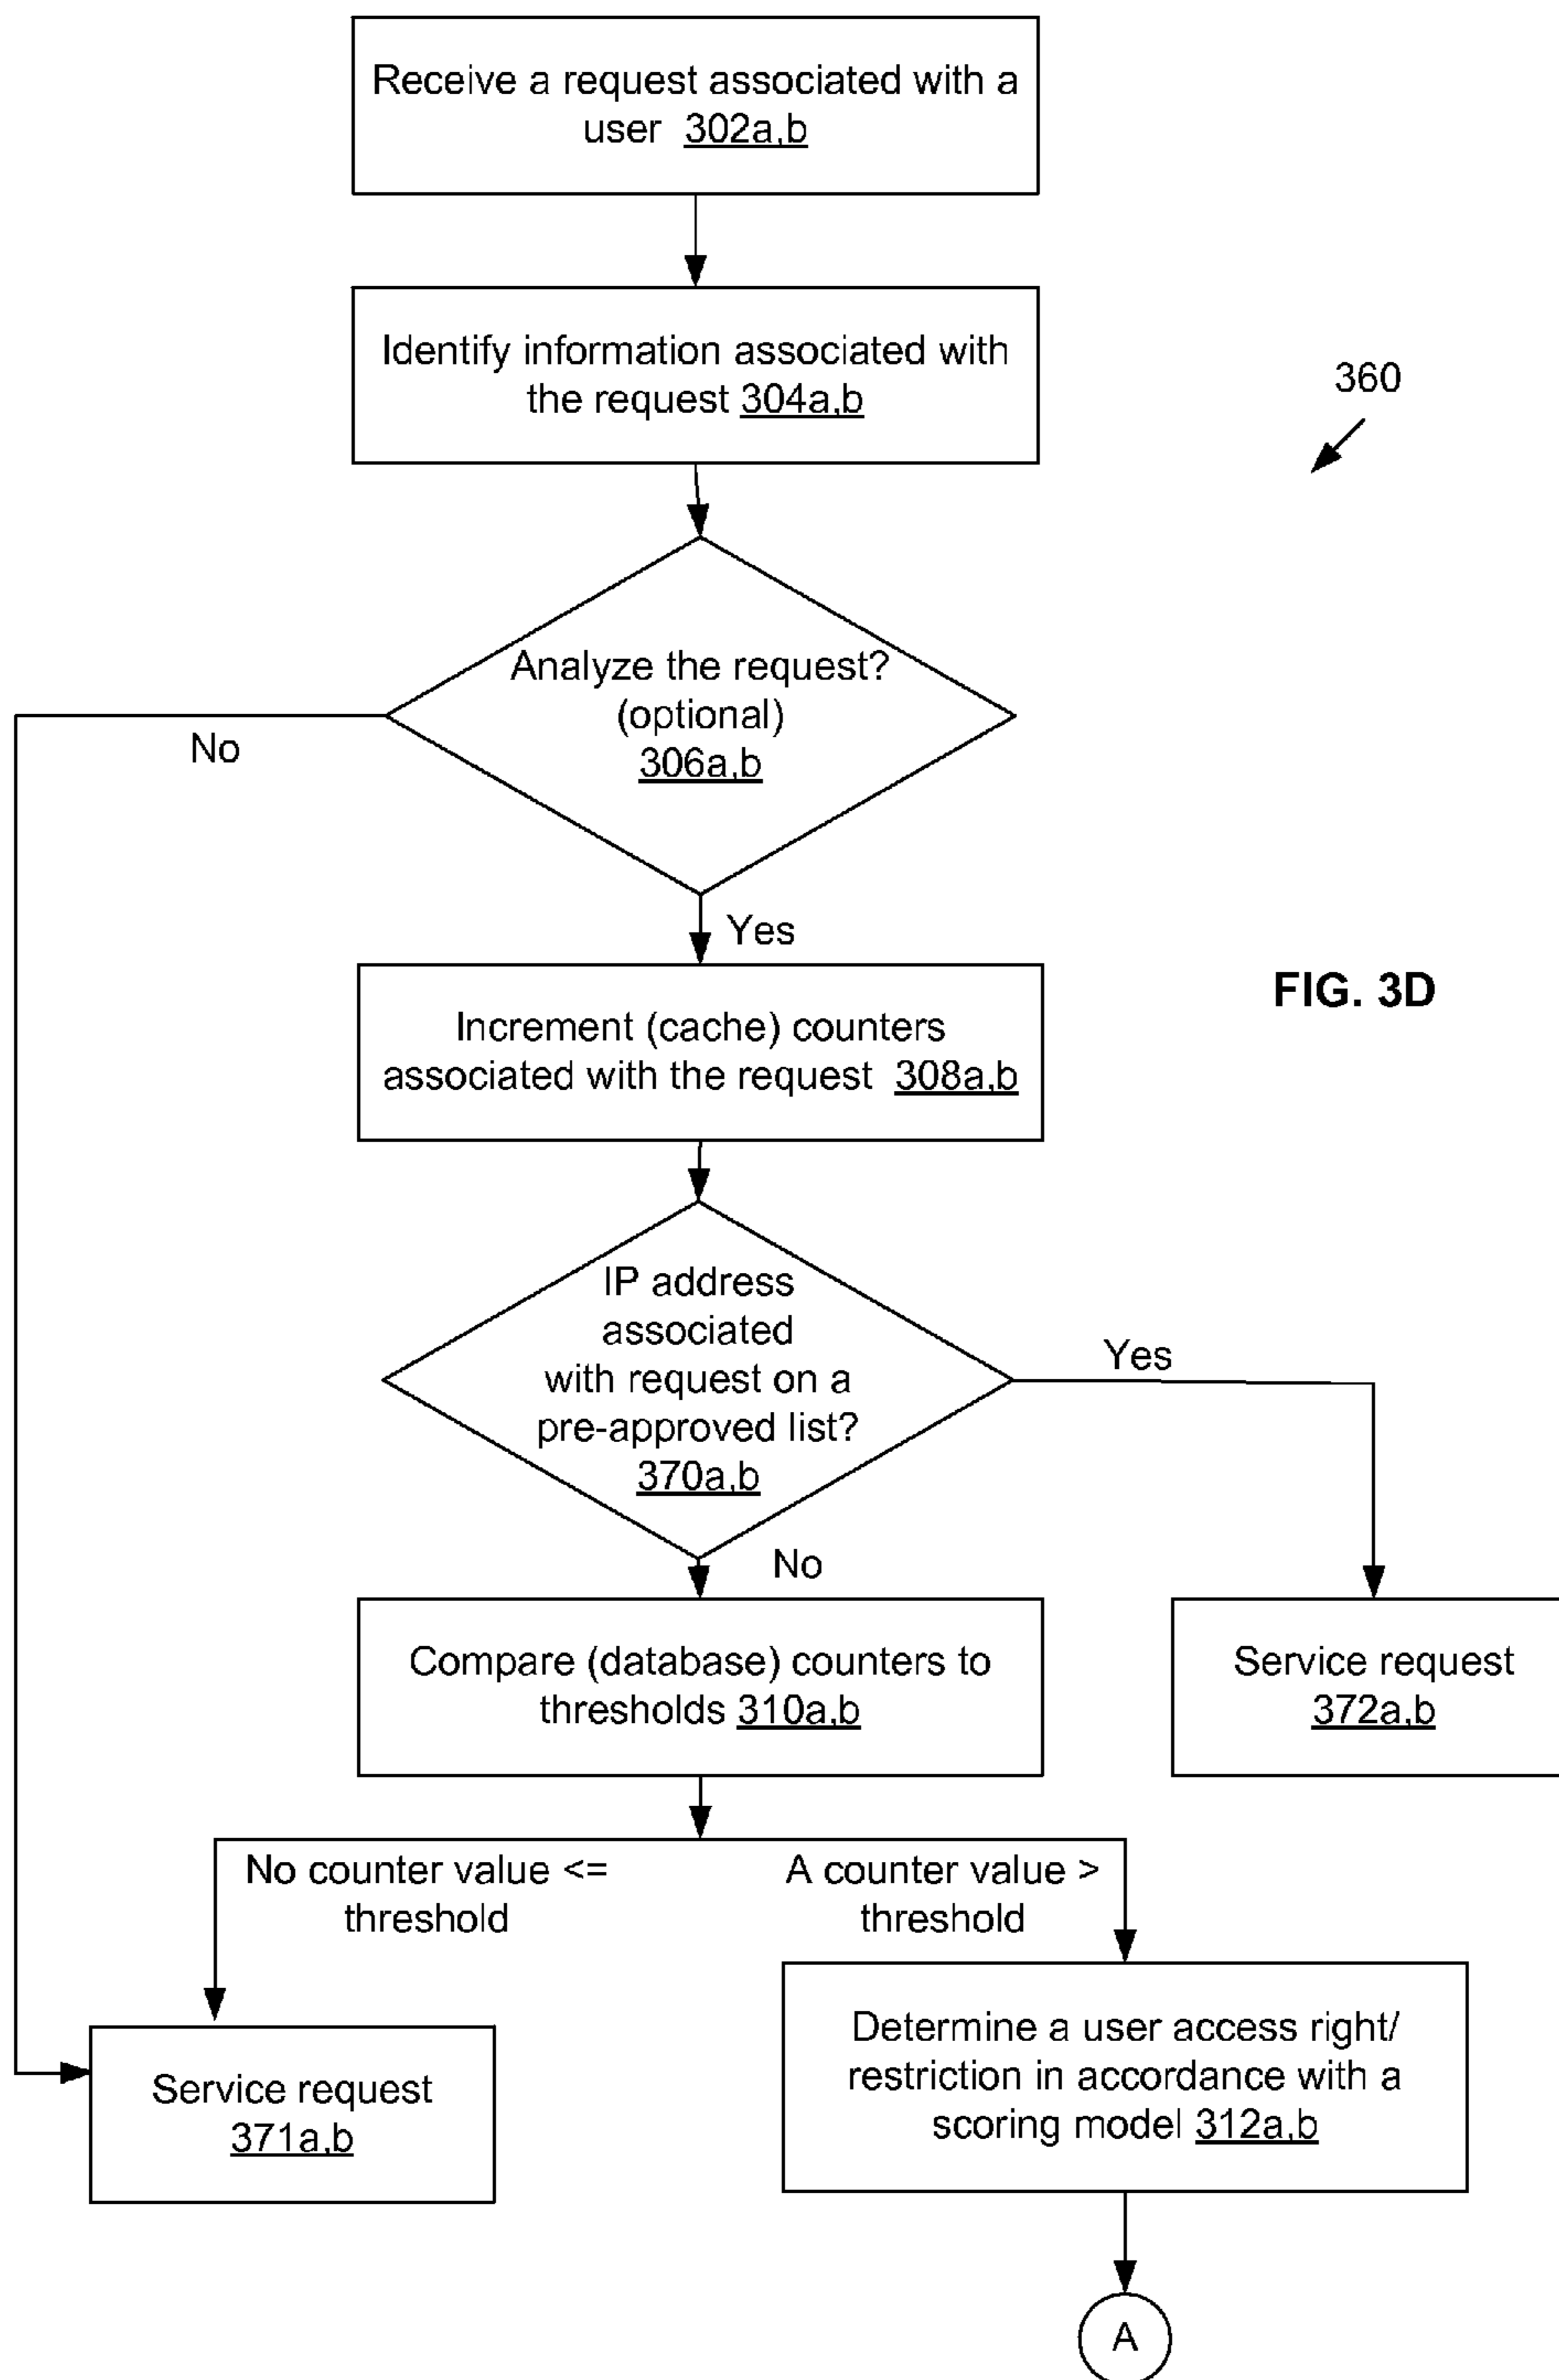 Receive a request associated with a
user 302a,b
Identify information associated with
the request 304a,b
360
Analyze the request?
(optional)
306a,b
No
Yes
FIG. 3D
Increment (cache) counters
associated with the request 308a,b
IP address
associated
with request on a
pre-approved list?
370a,b
Yes
No
Compare (database) counters to
thresholds 310a,b
Service request
372a,b
No counter value <=
threshold
A counter value >
threshold
Service request
371a,b
Determine a user access right/
restriction in accordance with a
scoring model 312a,b
A